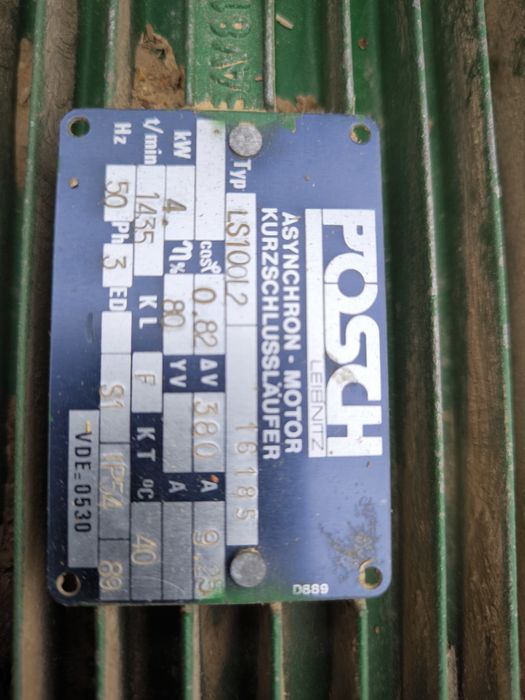 POSCH
LEIBNITZ
ASYNCHRON - MOTOR
KURZSCHLUSSLÄUFER
Typ LS100L2 16185
cosφ 0.82 ΔV 380 A 9.25
kW 4. η% 80 YV A
t/min 1435 KL F KT °C 40
Hz 50 Ph 3 ED S1 IP54 89
VDE=0530
D889